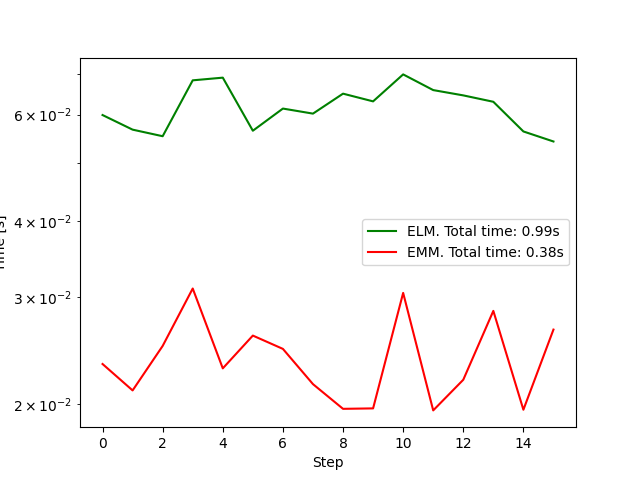 6 × 10⁻²
4 × 10⁻²
3 × 10⁻²
2 × 10⁻²
Time [s]
ELM. Total time: 0.99s
EMM. Total time: 0.38s
0 2 4 6 8 10 12 14
Step